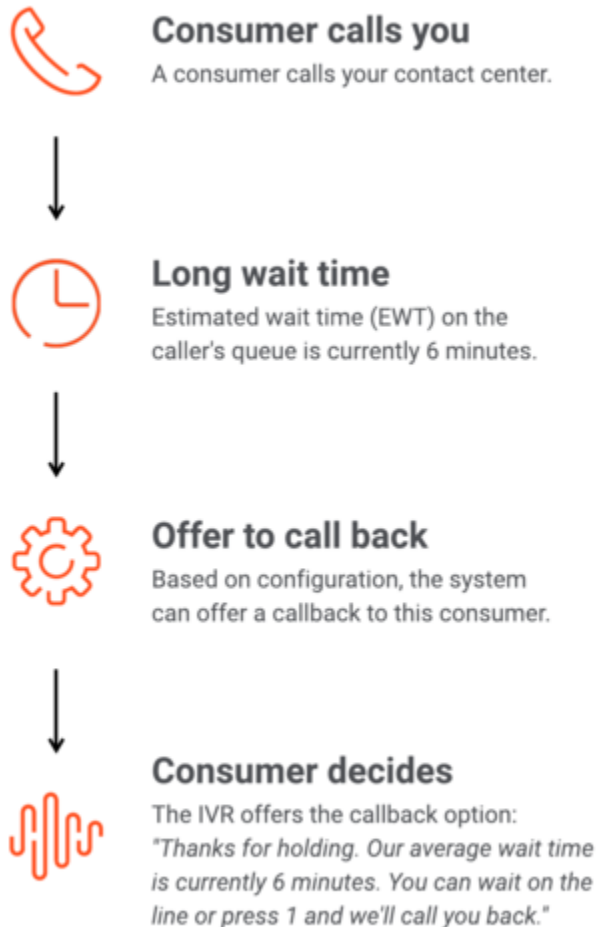 Consumer calls you
A consumer calls your contact center.
Long wait time
Estimated wait time (EWT) on the
caller's queue is currently 6 minutes.
Offer to call back
Based on configuration, the system
can offer a callback to this consumer.
Consumer decides
The IVR offers the callback option:
"Thanks for holding. Our average wait time
is currently 6 minutes. You can wait on the
line or press 1 and we'll call you back."